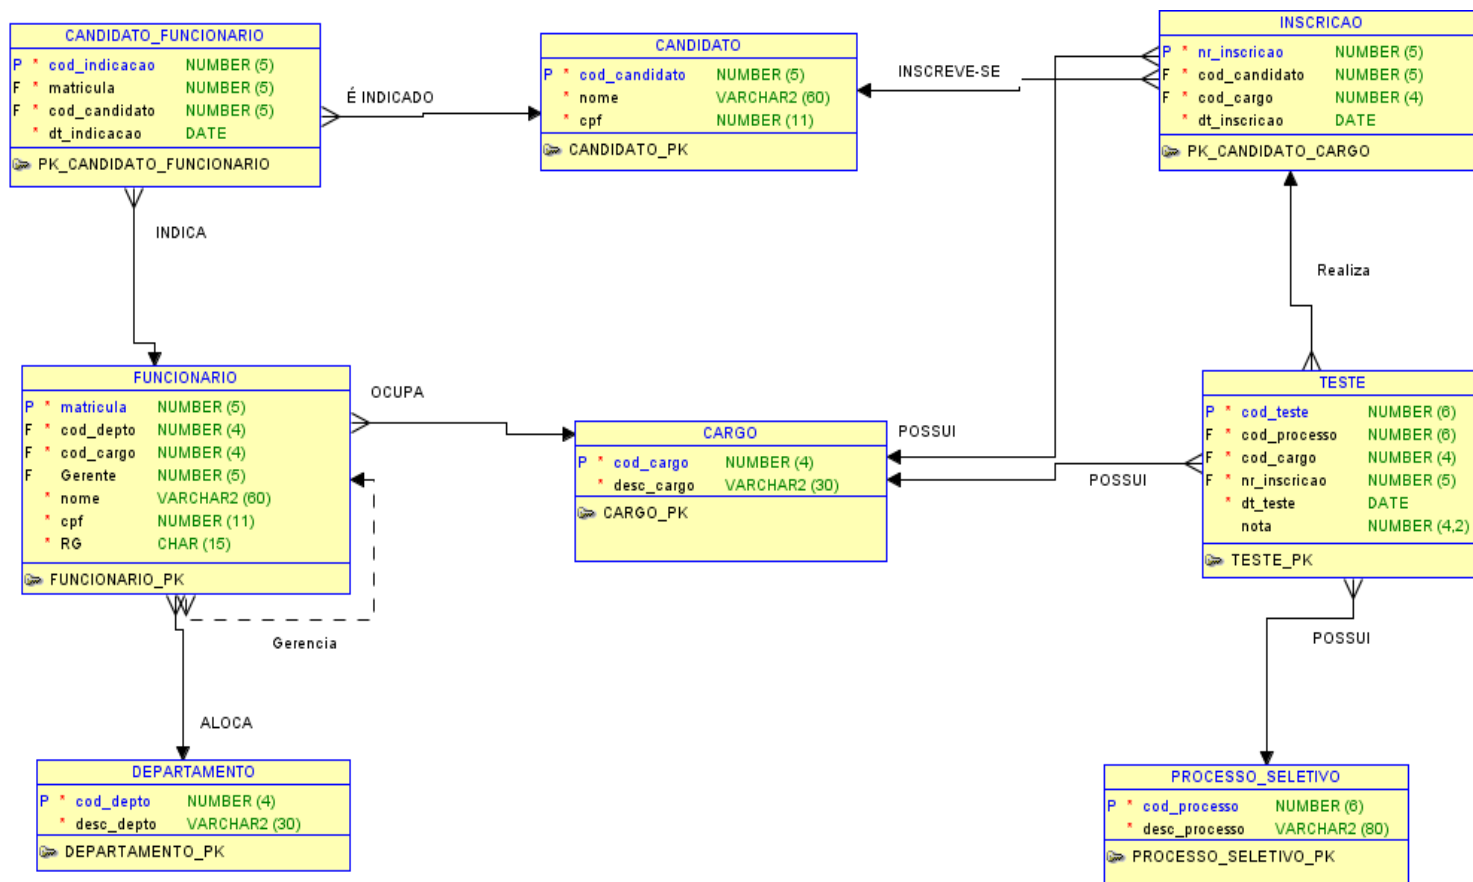 CANDIDATO_FUNCIONARIO
P * cod_indicacao NUMBER (5)
F * matricula NUMBER (5)
F * cod_candidato NUMBER (5)
* dt_indicacao DATE
PK_CANDIDATO_FUNCIONARIO
É INDICADO
CANDIDATO
P * cod_candidato NUMBER (5)
* nome VARCHAR2 (60)
* cpf NUMBER (11)
CANDIDATO_PK
INSCREVE-SE
INSCRICAO
P * nr_inscricao NUMBER (5)
F * cod_candidato NUMBER (5)
F * cod_cargo NUMBER (4)
* dt_inscricao DATE
PK_CANDIDATO_CARGO
INDICA
Realiza
FUNCIONARIO
P * matricula NUMBER (5)
F * cod_depto NUMBER (4)
F * cod_cargo NUMBER (4)
F Gerente NUMBER (5)
* nome VARCHAR2 (60)
* cpf NUMBER (11)
* RG CHAR (15)
FUNCIONARIO_PK
OCUPA
CARGO
P * cod_cargo NUMBER (4)
* desc_cargo VARCHAR2 (30)
CARGO_PK
POSSUI
POSSUI
TESTE
P * cod_teste NUMBER (6)
F * cod_processo NUMBER (6)
F * cod_cargo NUMBER (4)
F * nr_inscricao NUMBER (5)
* dt_teste DATE
nota NUMBER (4,2)
TESTE_PK
Gerencia
POSSUI
ALOCA
DEPARTAMENTO
P * cod_depto NUMBER (4)
* desc_depto VARCHAR2 (30)
DEPARTAMENTO_PK
PROCESSO_SELETIVO
P * cod_processo NUMBER (6)
* desc_processo VARCHAR2 (80)
PROCESSO_SELETIVO_PK